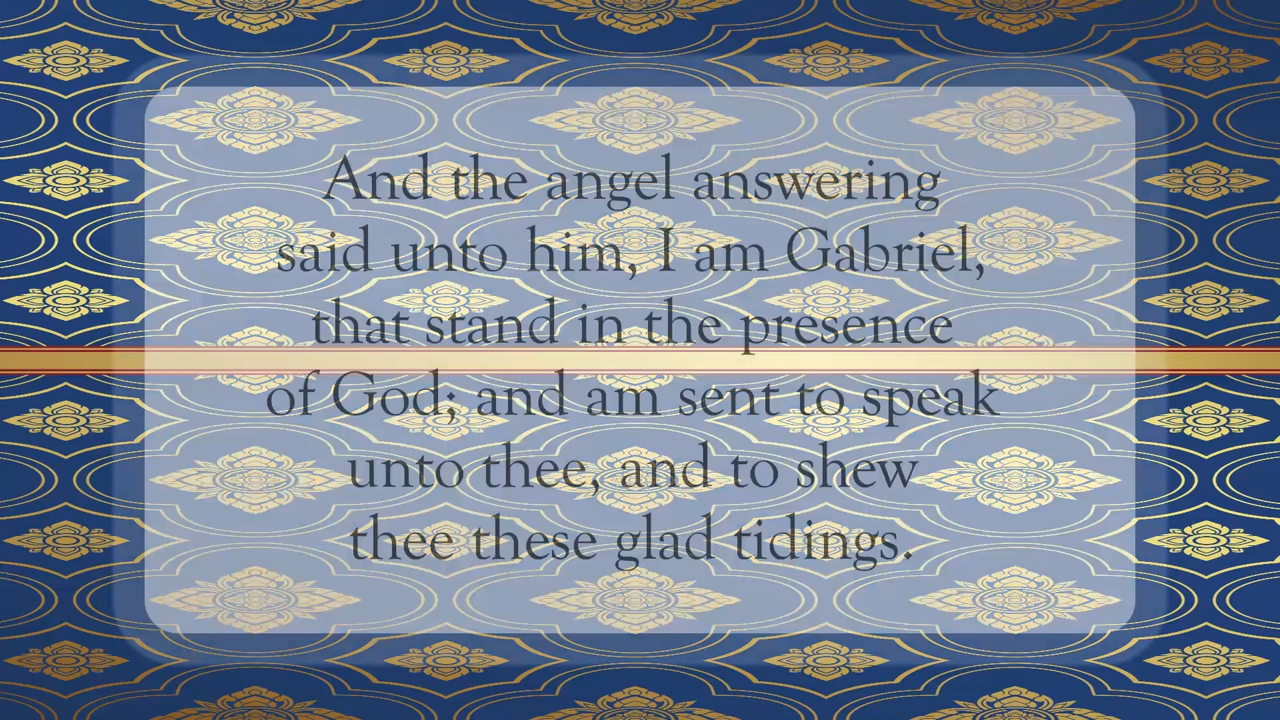 And the angel answering
said unto him, I am Gabriel,
that stand in the presence
of God; and am sent to speak
unto thee, and to shew
thee these glad tidings.